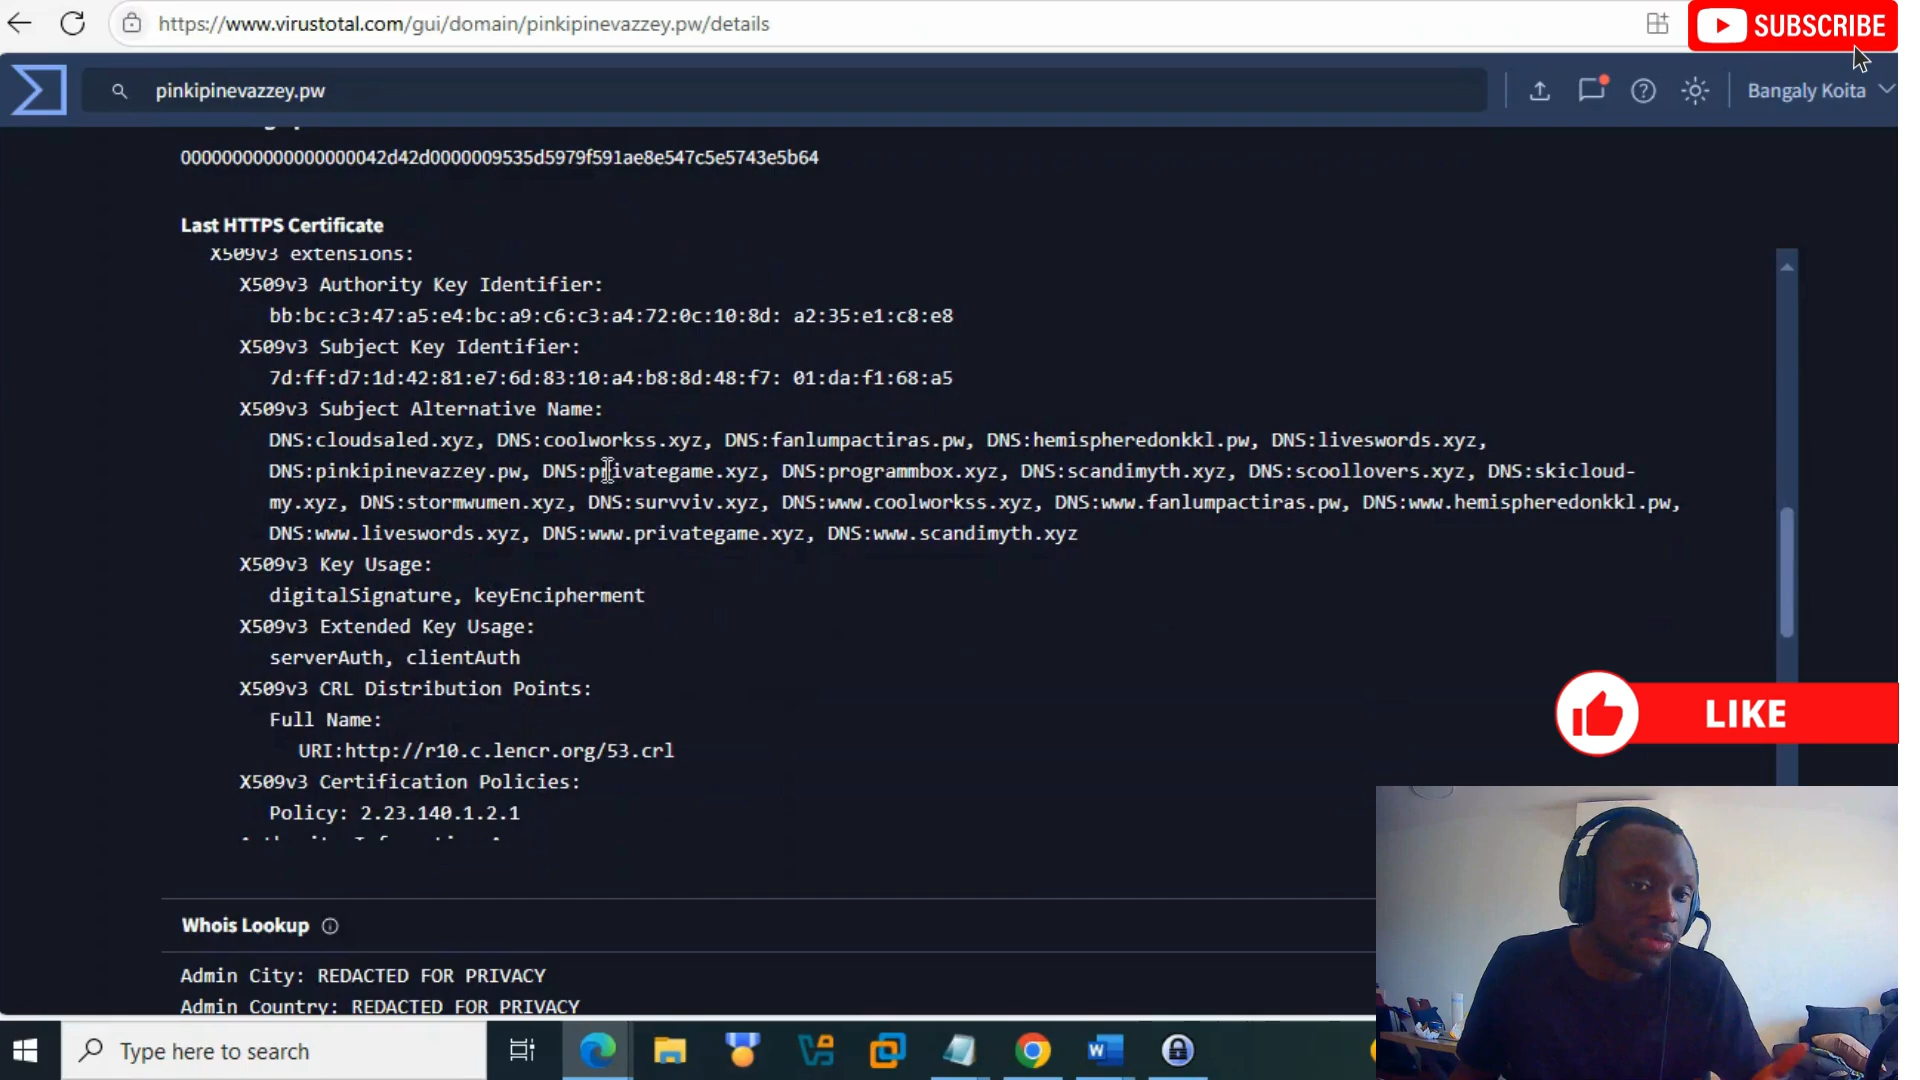 https://www.virustotal.com/gui/domain/pinkipinevazzey.pw/details
SUBSCRIBE
pinkipinevazzey.pw
Bangaly Koita
00000000000000000042d42d0000009535d5979f591ae8e547c5e5743e5b64
Last HTTPS Certificate
X509v3 extensions:
X509v3 Authority Key Identifier:
bb:bc:c3:47:a5:e4:bc:a9:c6:c3:a4:72:0c:10:8d: a2:35:e1:c8:e8
X509v3 Subject Key Identifier:
7d:ff:d7:1d:42:81:e7:6d:83:10:a4:b8:8d:48:f7: 01:da:f1:68:a5
X509v3 Subject Alternative Name:
DNS:cloudsaled.xyz, DNS:coolworkss.xyz, DNS:fanlumpactiras.pw, DNS:hemispheredonkkl.pw, DNS:liveswords.xyz,
DNS:pinkipinevazzey.pw, DNS:privategame.xyz, DNS:programmbox.xyz, DNS:scandimyth.xyz, DNS:scoollovers.xyz, DNS:skicloud-
my.xyz, DNS:stormwumen.xyz, DNS:survviv.xyz, DNS:www.coolworkss.xyz, DNS:www.fanlumpactiras.pw, DNS:www.hemispheredonkkl.pw,
DNS:www.liveswords.xyz, DNS:www.privategame.xyz, DNS:www.scandimyth.xyz
X509v3 Key Usage:
digitalSignature, keyEncipherment
X509v3 Extended Key Usage:
serverAuth, clientAuth
X509v3 CRL Distribution Points:
Full Name:
URI:http://r10.c.lencr.org/53.crl
LIKE
X509v3 Certification Policies:
Policy: 2.23.140.1.2.1
Whois Lookup
Admin City: REDACTED FOR PRIVACY
Admin Country: REDACTED FOR PRIVACY
Type here to search